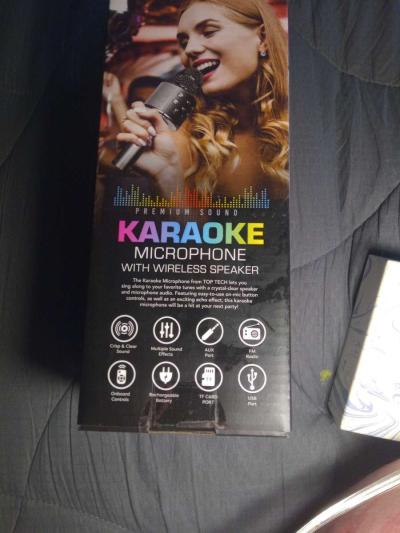 PREMIUM SOUND
KARAOKE
MICROPHONE
WITH WIRELESS SPEAKER
The Karaoke Microphone from TOP TECH lets you
sing along to your favorite tunes with a crystal-clear speaker
and microphone audio. Featuring easy-to-use on-mic button
controls, as well as an exciting echo effect, this karaoke
microphone will be a hit at your next party!
Crisp & Clear
Sound
Multiple Sound
Effects
AUX
Port
FM
Radio
Onboard
Controls
Rechargeable
Battery
TF CARD
PORT
USB
Port